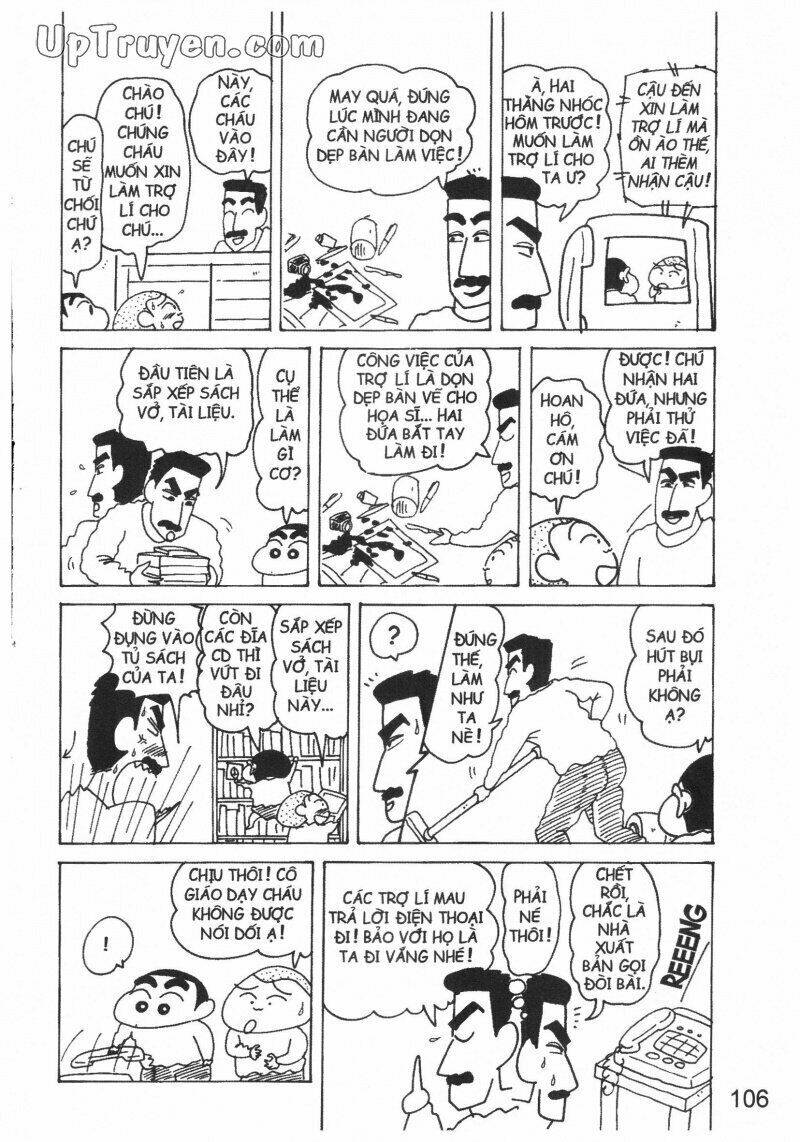 UpTruyen.com
CẬU ĐẾN
XIN LÀM
TRỢ LÍ MÀ
ỒN ÀO THẾ,
AI THÈM
NHẬN CẬU!
À, HAI
THẰNG NHÓC
HÔM TRƯỚC!
MUỐN LÀM
TRỢ LÍ CHO
TA Ư?
MAY QUÁ, ĐÚNG
LÚC MÌNH ĐANG
CẦN NGƯỜI DỌN
DẸP BÀN LÀM VIỆC!
NÀY,
CÁC
CHÁU
VÀO
ĐÂY!
CHÀO
CHÚ!
CHÚNG
CHÁU
MUỐN XIN
LÀM TRỢ
LÍ CHO
CHÚ...
CHÚ
SẼ
TỪ
CHỐI
CHỨ
Ạ?
ĐƯỢC! CHÚ
NHẬN HAI
ĐỨA, NHƯNG
PHẢI THỬ
VIỆC ĐÃ!
HOAN
HÔ,
CẢM
ƠN
CHÚ!
CÔNG VIỆC CỦA
TRỢ LÍ LÀ DỌN
DẸP BÀN VẼ CHO
HỌA SĨ... HAI
ĐỨA BẮT TAY
LÀM ĐI!
CỤ
THỂ
LÀ
LÀM
GÌ
CƠ?
ĐẦU TIÊN LÀ
SẮP XẾP SÁCH
VỞ, TÀI LIỆU.
SAU ĐÓ
HÚT BỤI
PHẢI
KHÔNG
Ạ?
ĐÚNG
THẾ,
LÀM
NHƯ
TA
NÈ!
?
SẮP XẾP
SÁCH
VỞ, TÀI
LIỆU
NÀY...
CÒN
CÁC ĐĨA
CD THÌ
VỨT ĐI
ĐÂU
NHỈ?
ĐỪNG
ĐỤNG VÀO
TỦ SÁCH
CỦA TA!
REEENG
CHẾT
RỒI,
CHẮC LÀ
NHÀ
XUẤT
BẢN GỌI
ĐÒI BÀI.
PHẢI
NÉ
THÔI!
CÁC TRỢ LÍ MAU
TRẢ LỜI ĐIỆN THOẠI
ĐI! BẢO VỚI HỌ LÀ
TA ĐI VẮNG NHÉ!
CHỊU THÔI! CÔ
GIÁO DẠY CHÁU
KHÔNG ĐƯỢC
NÓI DỐI Ạ!
!
106